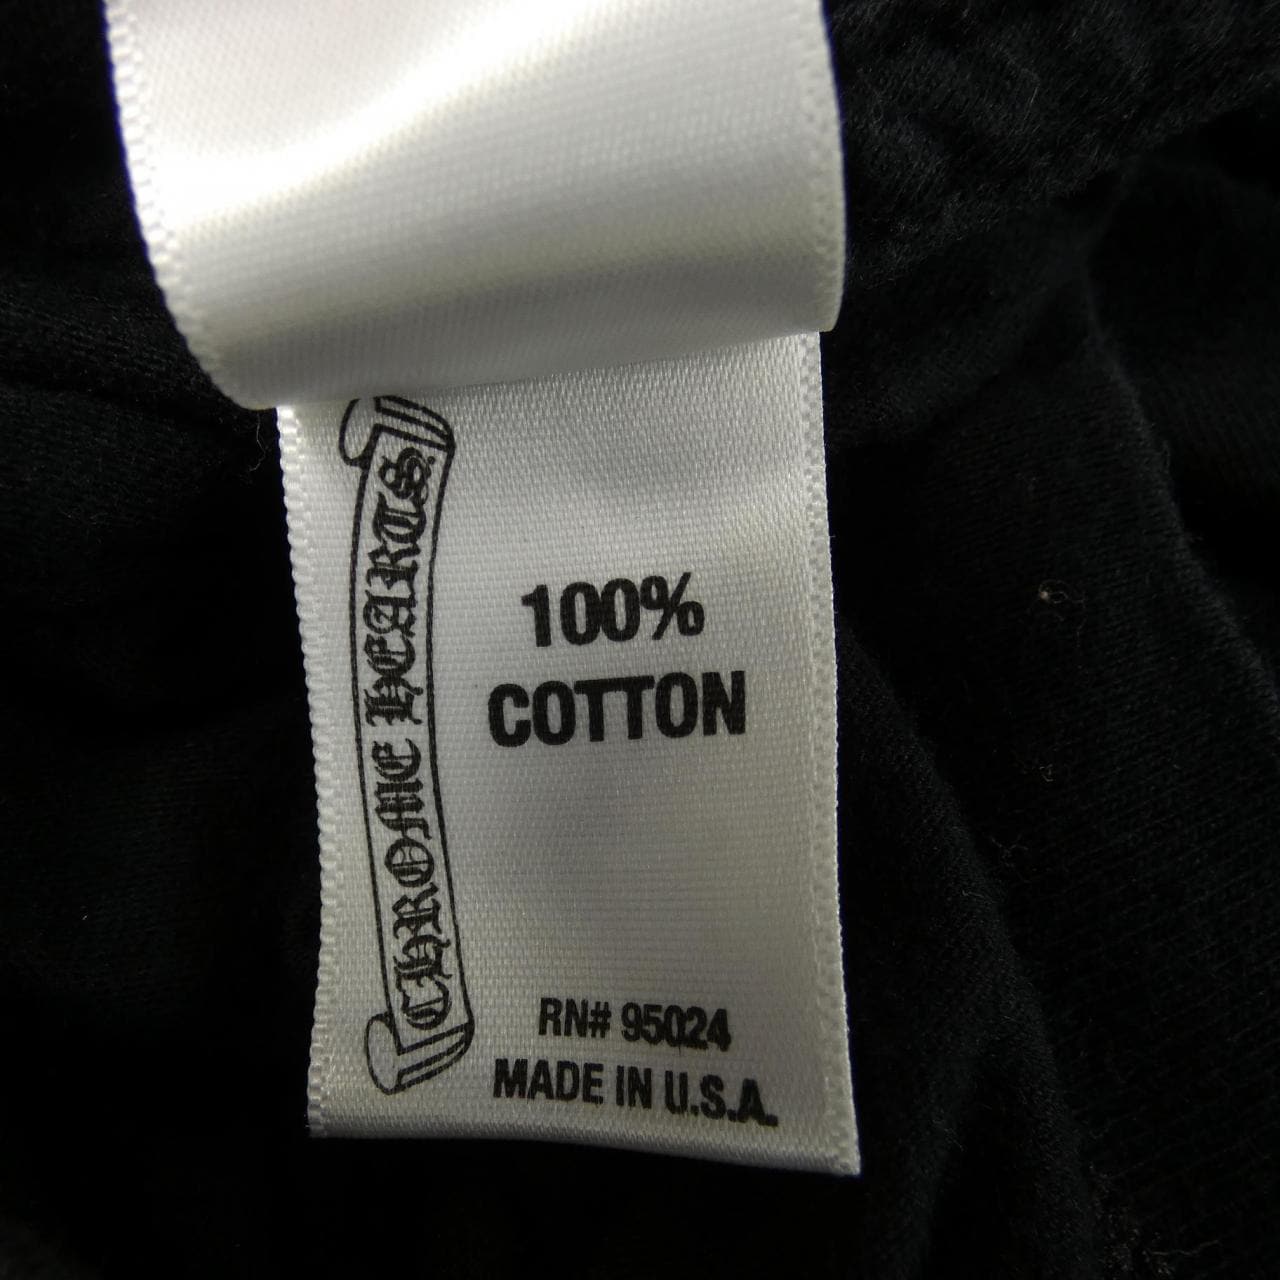 CHROME HEARTS
100%
COTTON
RN# 95024
MADE IN U.S.A.